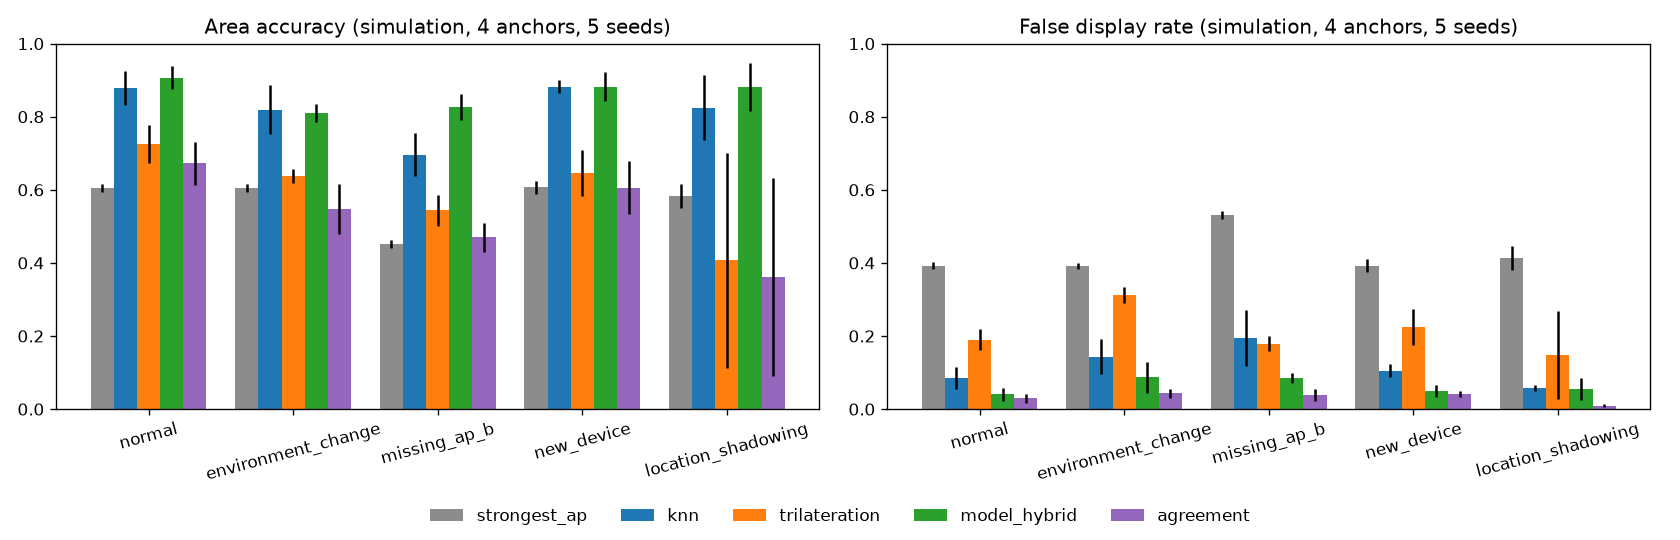 Area accuracy (simulation, 4 anchors, 5 seeds)
1.0
0.8
0.6
0.4
0.2
0.0
normal
environment_change
missing_ap_b
new_device
location_shadowing
False display rate (simulation, 4 anchors, 5 seeds)
1.0
0.8
0.6
0.4
0.2
0.0
normal
environment_change
missing_ap_b
new_device
location_shadowing
strongest_ap knn trilateration model_hybrid agreement